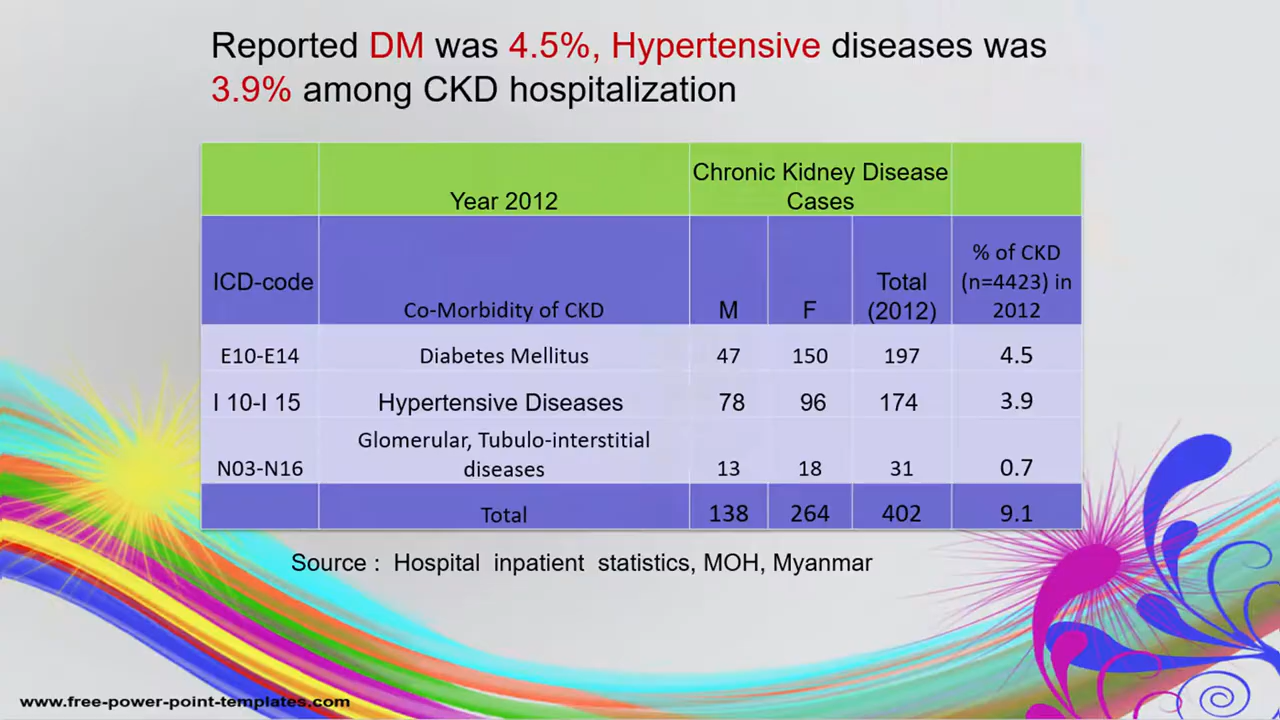 Reported DM was 4.5%, Hypertensive diseases was
3.9% among CKD hospitalization
Year 2012
Chronic Kidney Disease
Cases
ICD-code
Co-Morbidity of CKD
M
F
Total
(2012)
% of CKD
(n=4423) in
2012
E10-E14 Diabetes Mellitus 47 150 197 4.5
I 10-I 15 Hypertensive Diseases 78 96 174 3.9
Glomerular, Tubulo-interstitial
diseases
N03-N16 13 18 31 0.7
Total 138 264 402 9.1
Source : Hospital inpatient statistics, MOH, Myanmar
www.free-power-point-templates.com